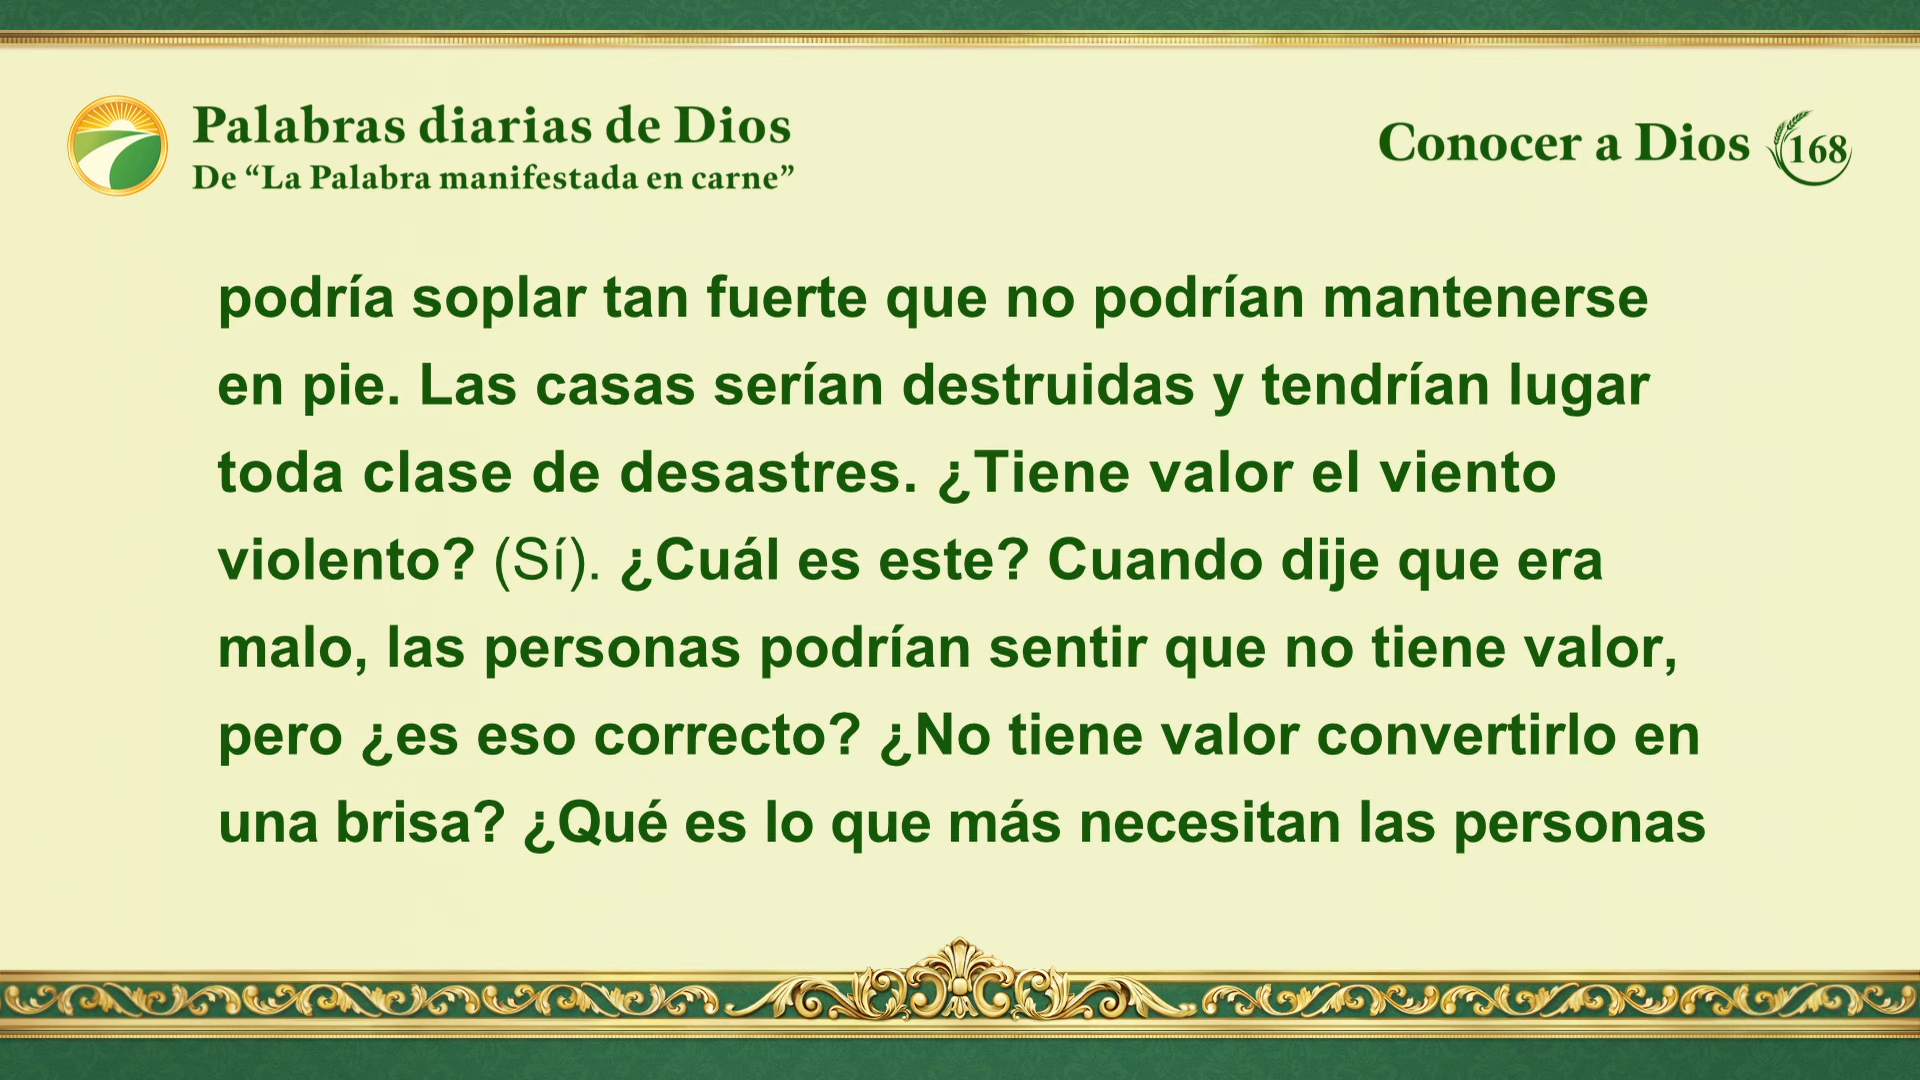 Palabras diarias de Dios
De “La Palabra manifestada en carne”
Conocer a Dios 168
podría soplar tan fuerte que no podrían mantenerse
en pie. Las casas serían destruidas y tendrían lugar
toda clase de desastres. ¿Tiene valor el viento
violento? (Sí). ¿Cuál es este? Cuando dije que era
malo, las personas podrían sentir que no tiene valor,
pero ¿es eso correcto? ¿No tiene valor convertirlo en
una brisa? ¿Qué es lo que más necesitan las personas